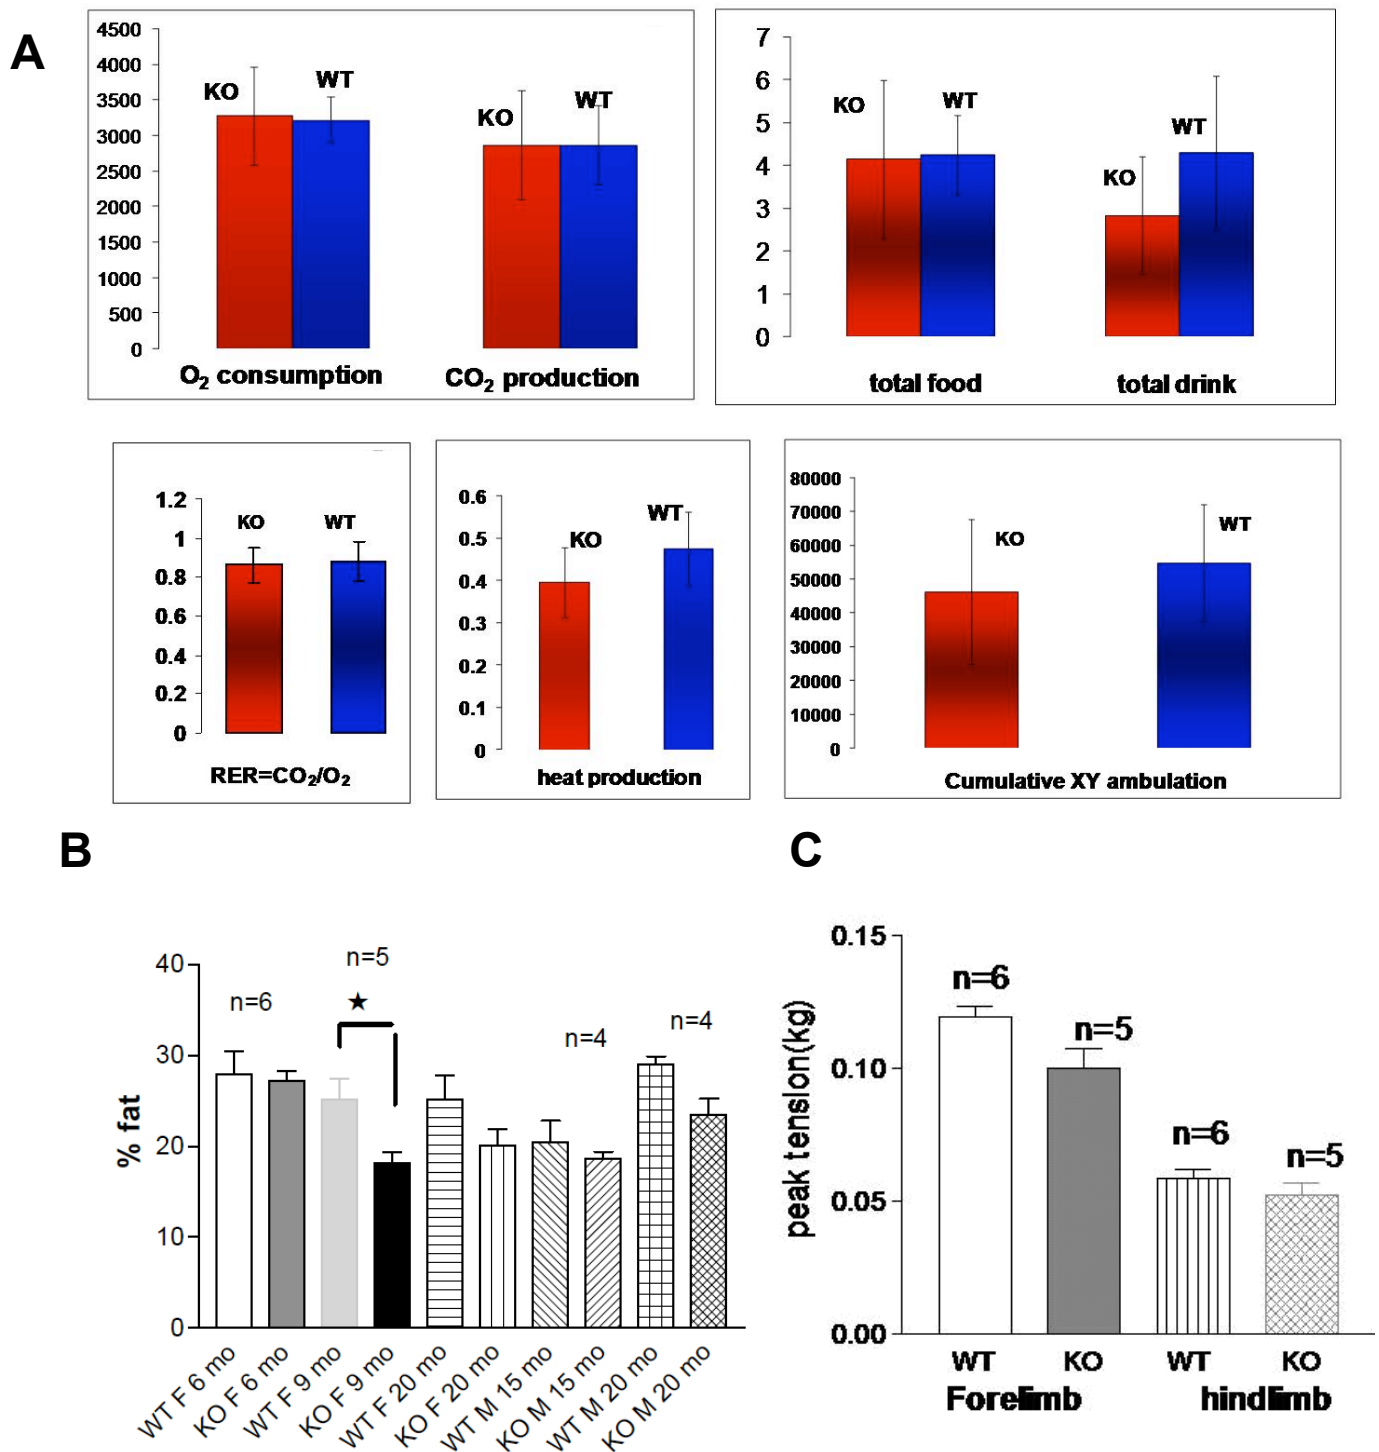 A
4500
4000
3500
3000
2500
2000
1500
1000
500
0
KO
WT
KO
WT
O₂ consumption
CO₂ production
7
6
5
4
3
2
1
0
KO
WT
KO
WT
total food
total drink
1.2
1
0.8
0.6
0.4
0.2
0
KO
WT
RER=CO₂/O₂
0.6
0.5
0.4
0.3
0.2
0.1
0
KO
WT
heat production
80000
70000
60000
50000
40000
30000
20000
10000
0
KO
WT
Cumulative XY ambulation
B
% fat
40
30
20
10
0
n=6
n=5
★
n=4
n=4
WT F 6 mo
KO F 6 mo
WT F 9 mo
KO F 9 mo
WT F 20 mo
KO F 20 mo
WT M 15 mo
KO M 15 mo
WT M 20 mo
KO M 20 mo
C
peak tension(kg)
0.15
0.10
0.05
0.00
n=6
n=5
n=6
n=5
WT
KO
WT
KO
Forelimb
hindlimb